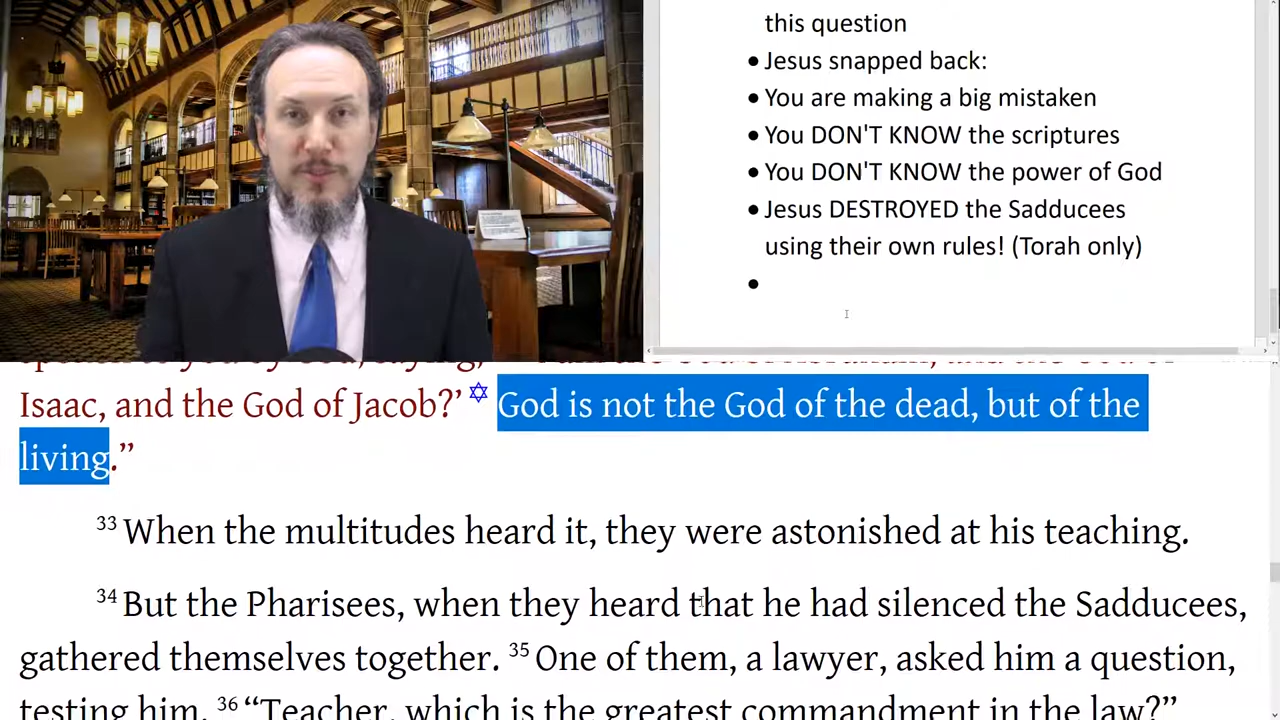 this question
• Jesus snapped back:
• You are making a big mistaken
• You DON'T KNOW the scriptures
• You DON'T KNOW the power of God
• Jesus DESTROYED the Sadducees
using their own rules! (Torah only)
•
Isaac, and the God of Jacob?’ ✡ God is not the God of the dead, but of the
living.”
33 When the multitudes heard it, they were astonished at his teaching.
34 But the Pharisees, when they heard that he had silenced the Sadducees,
gathered themselves together. 35 One of them, a lawyer, asked him a question,
testing him. 36 “Teacher, which is the greatest commandment in the law?”